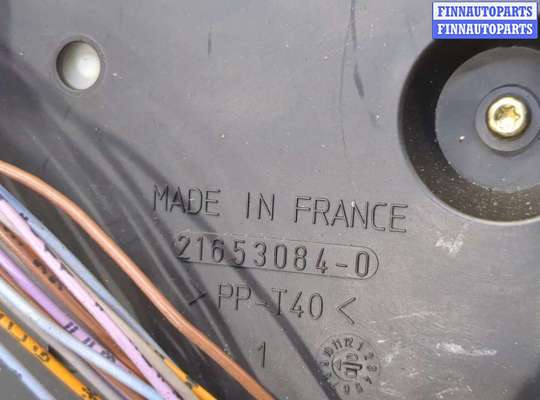 FINNAUTOPARTS
FINNAUTOPARTS
MADE IN FRANCE
21653084-0
> PP-T40 <
1